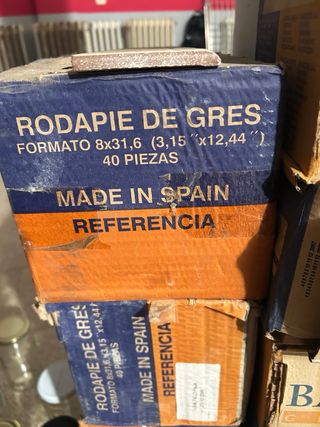 RODAPIE DE GRES
FORMATO 8x31,6 (3,15˝x12,44˝)
40 PIEZAS
MADE IN SPAIN
REFERENCIA
RODAPIE DE GRES
40 PIEZAS
MADE IN SPAIN
REFERENCIA